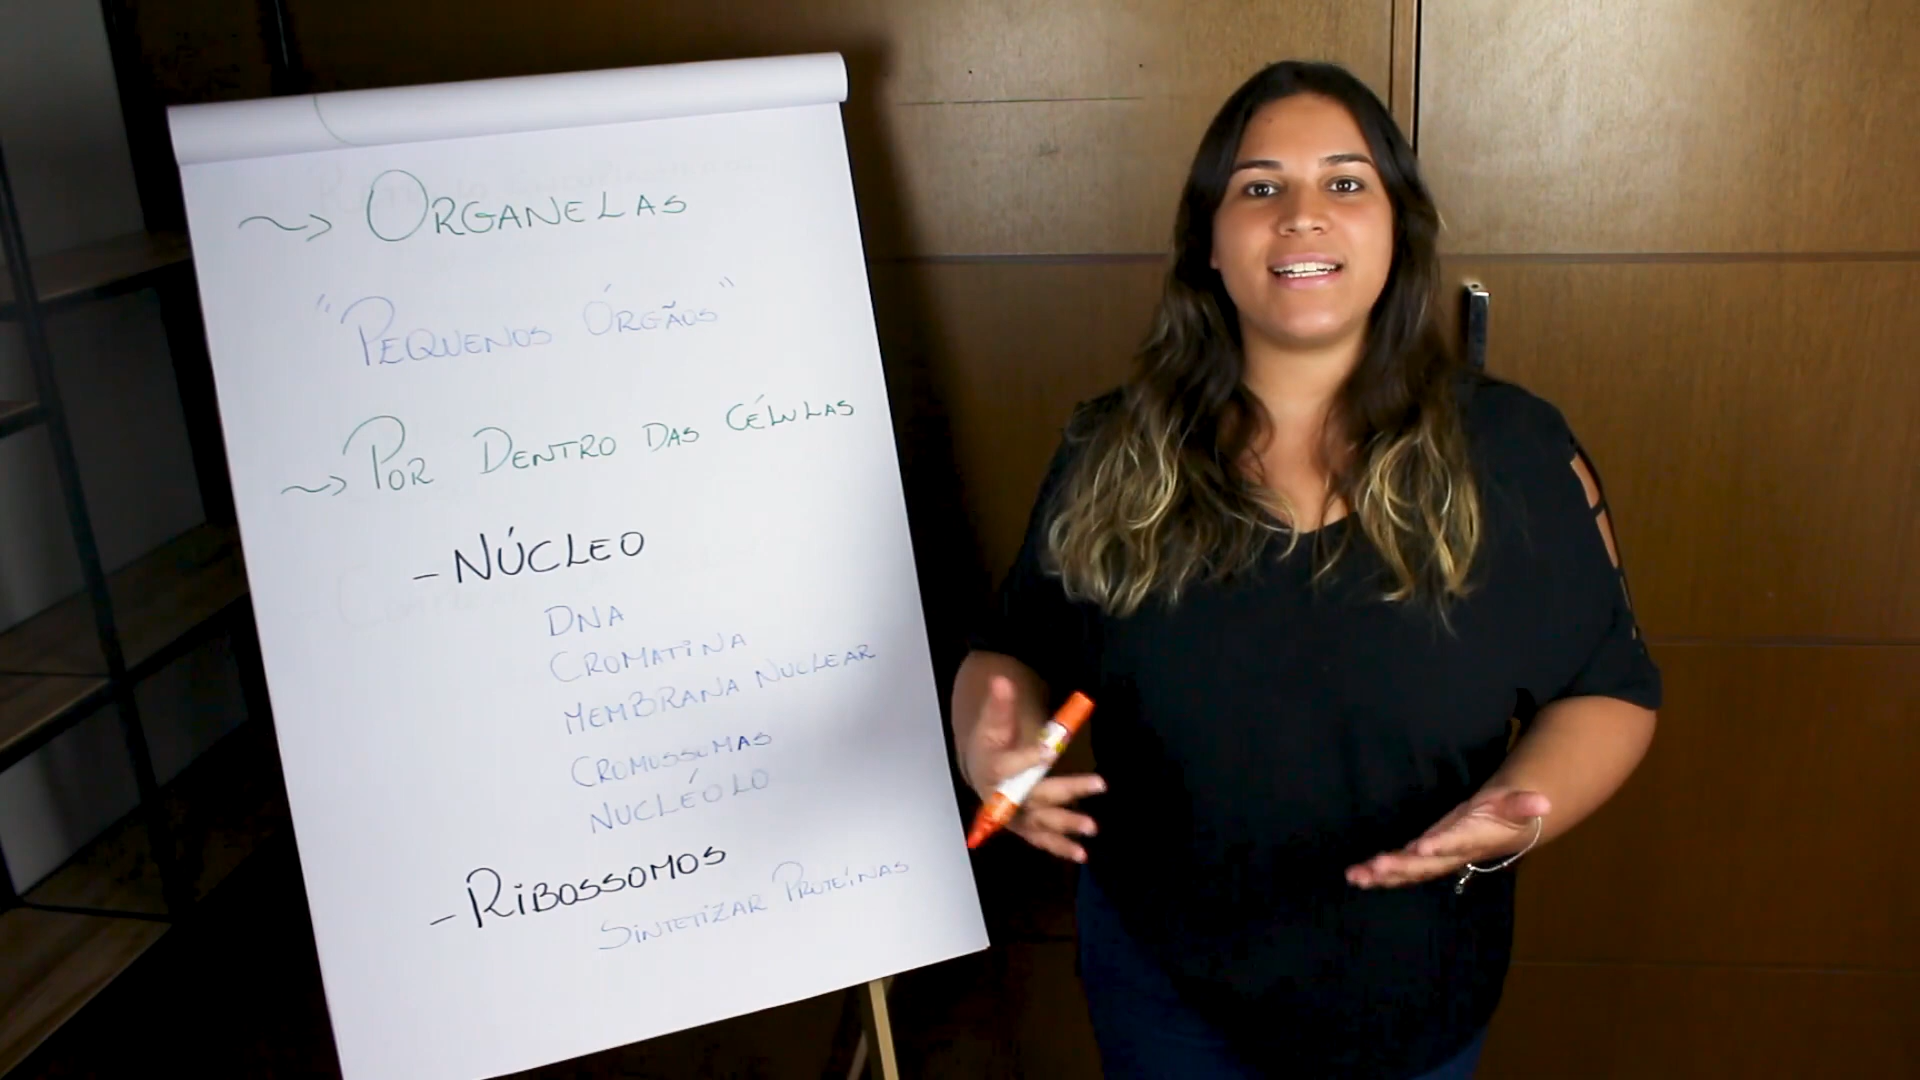 ~> ORGANELAS
"PEQUENOS ÓRGÃOS"
~> POR DENTRO DAS CÉLULAS
- NÚCLEO
DNA
CROMATINA
MEMBRANA NUCLEAR
CROMOSSOMAS
NUCLÉOLO
- RIBOSSOMOS
SINTETIZAR PROTEÍNAS